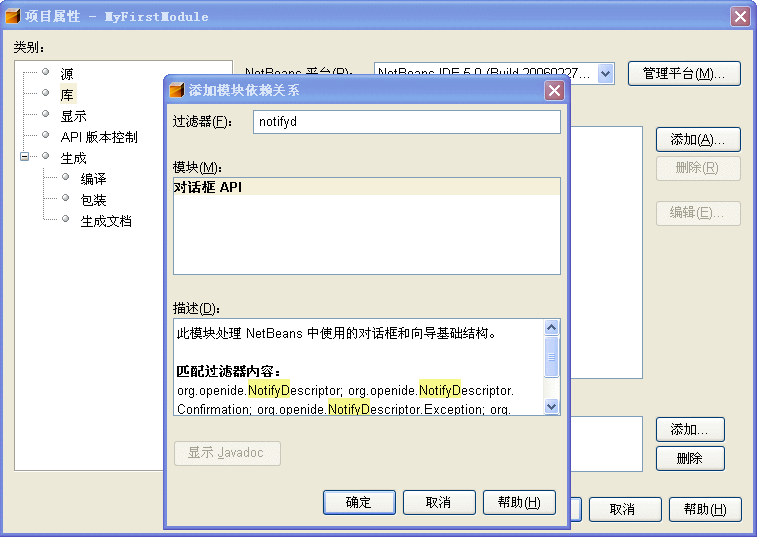 项目属性 - MyFirstModule
类别：
源
库
显示
API 版本控制
生成
编译
包装
生成文档
NetBeans 平台(P)：
NetBeans IDE 5.0 (Build 20060227...
管理平台(M)...
添加(A)...
删除(R)
编辑(E)...
添加...
删除
取消
帮助(H)
添加模块依赖关系
过滤器(F)：
notifyd
模块(M)：
对话框 API
描述(D)：
此模块处理 NetBeans 中使用的对话框和向导基础结构。
匹配过滤器内容：
org.openide.NotifyDescriptor; org.openide.NotifyDescriptor.
Confirmation; org.openide.NotifyDescriptor.Exception; org.
显示 Javadoc
确定
取消
帮助(H)